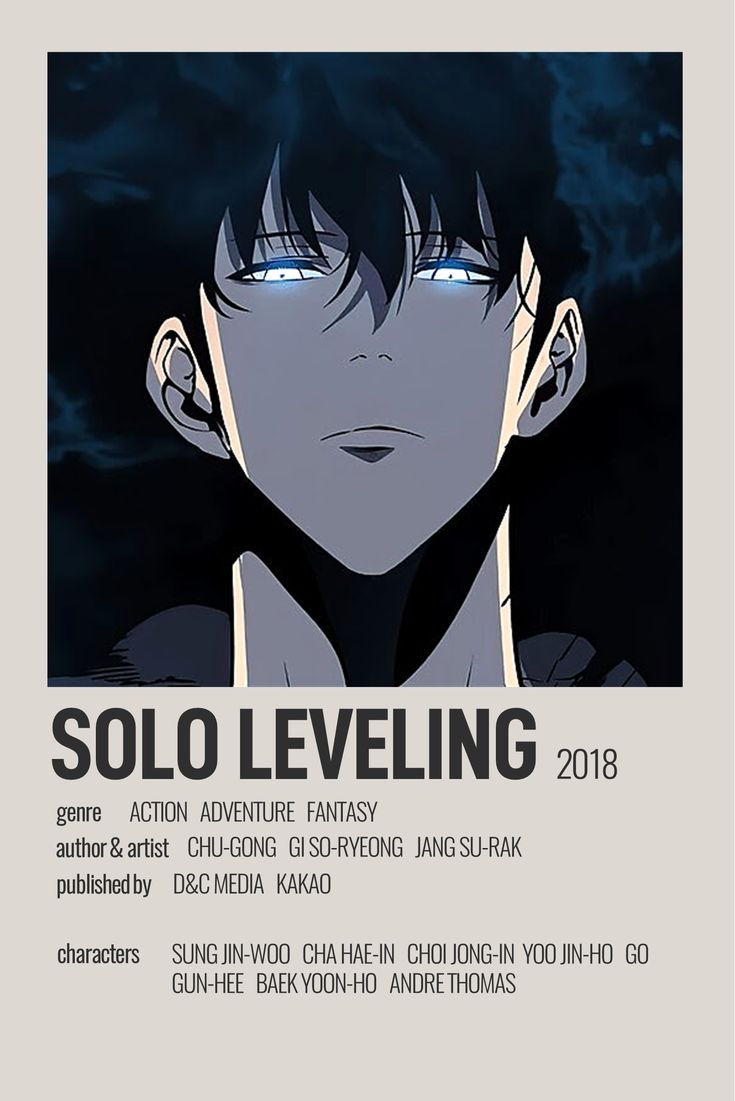 SOLO LEVELING 2018
genre ACTION ADVENTURE FANTASY
author & artist CHU-GONG GI SO-RYEONG JANG SU-RAK
published by D&C MEDIA KAKAO
characters SUNG JIN-WOO CHA HAE-IN CHOI JONG-IN YOO JIN-HO GO
GUN-HEE BAEK YOON-HO ANDRE THOMAS